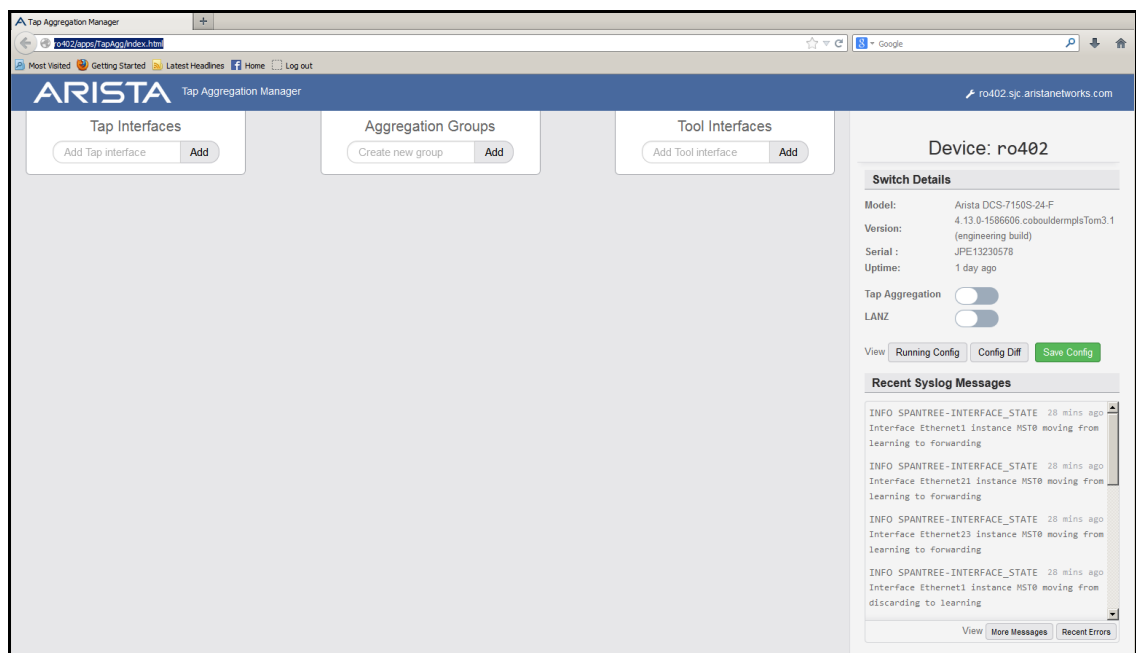 Tap Aggregation Manager
ro402/apps/TapAgg/index.html
Google
Most Visited Getting Started Latest Headlines Home Log out
ARISTA Tap Aggregation Manager ro402.sjc.aristanetworks.com
Tap Interfaces
Add Tap interface Add
Aggregation Groups
Create new group Add
Tool Interfaces
Add Tool interface Add
Device: ro402
Switch Details
Model: Arista DCS-7150S-24-F
Version: 4.13.0-1586606.cobouldermplsTom3.1
(engineering build)
Serial : JPE13230578
Uptime: 1 day ago
Tap Aggregation
LANZ
View Running Config Config Diff Save Config
Recent Syslog Messages
INFO SPANTREE-INTERFACE_STATE 28 mins ago
Interface Ethernet1 instance MST0 moving from
learning to forwarding
INFO SPANTREE-INTERFACE_STATE 28 mins ago
Interface Ethernet21 instance MST0 moving from
learning to forwarding
INFO SPANTREE-INTERFACE_STATE 28 mins ago
Interface Ethernet23 instance MST0 moving from
learning to forwarding
INFO SPANTREE-INTERFACE_STATE 28 mins ago
Interface Ethernet1 instance MST0 moving from
discarding to learning
View More Messages Recent Errors